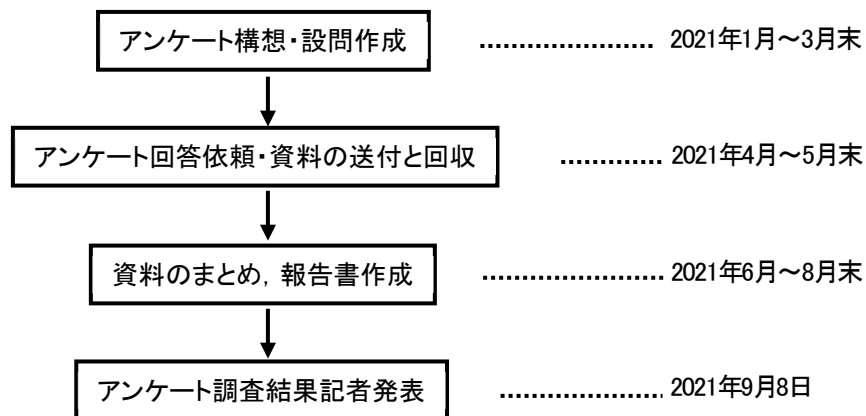 アンケート構想・設問作成 ...................... 2021年1月～3月末
アンケート回答依頼・資料の送付と回収 ............. 2021年4月～5月末
資料のまとめ，報告書作成 ....................... 2021年6月～8月末
アンケート調査結果記者発表 ..................... 2021年9月8日